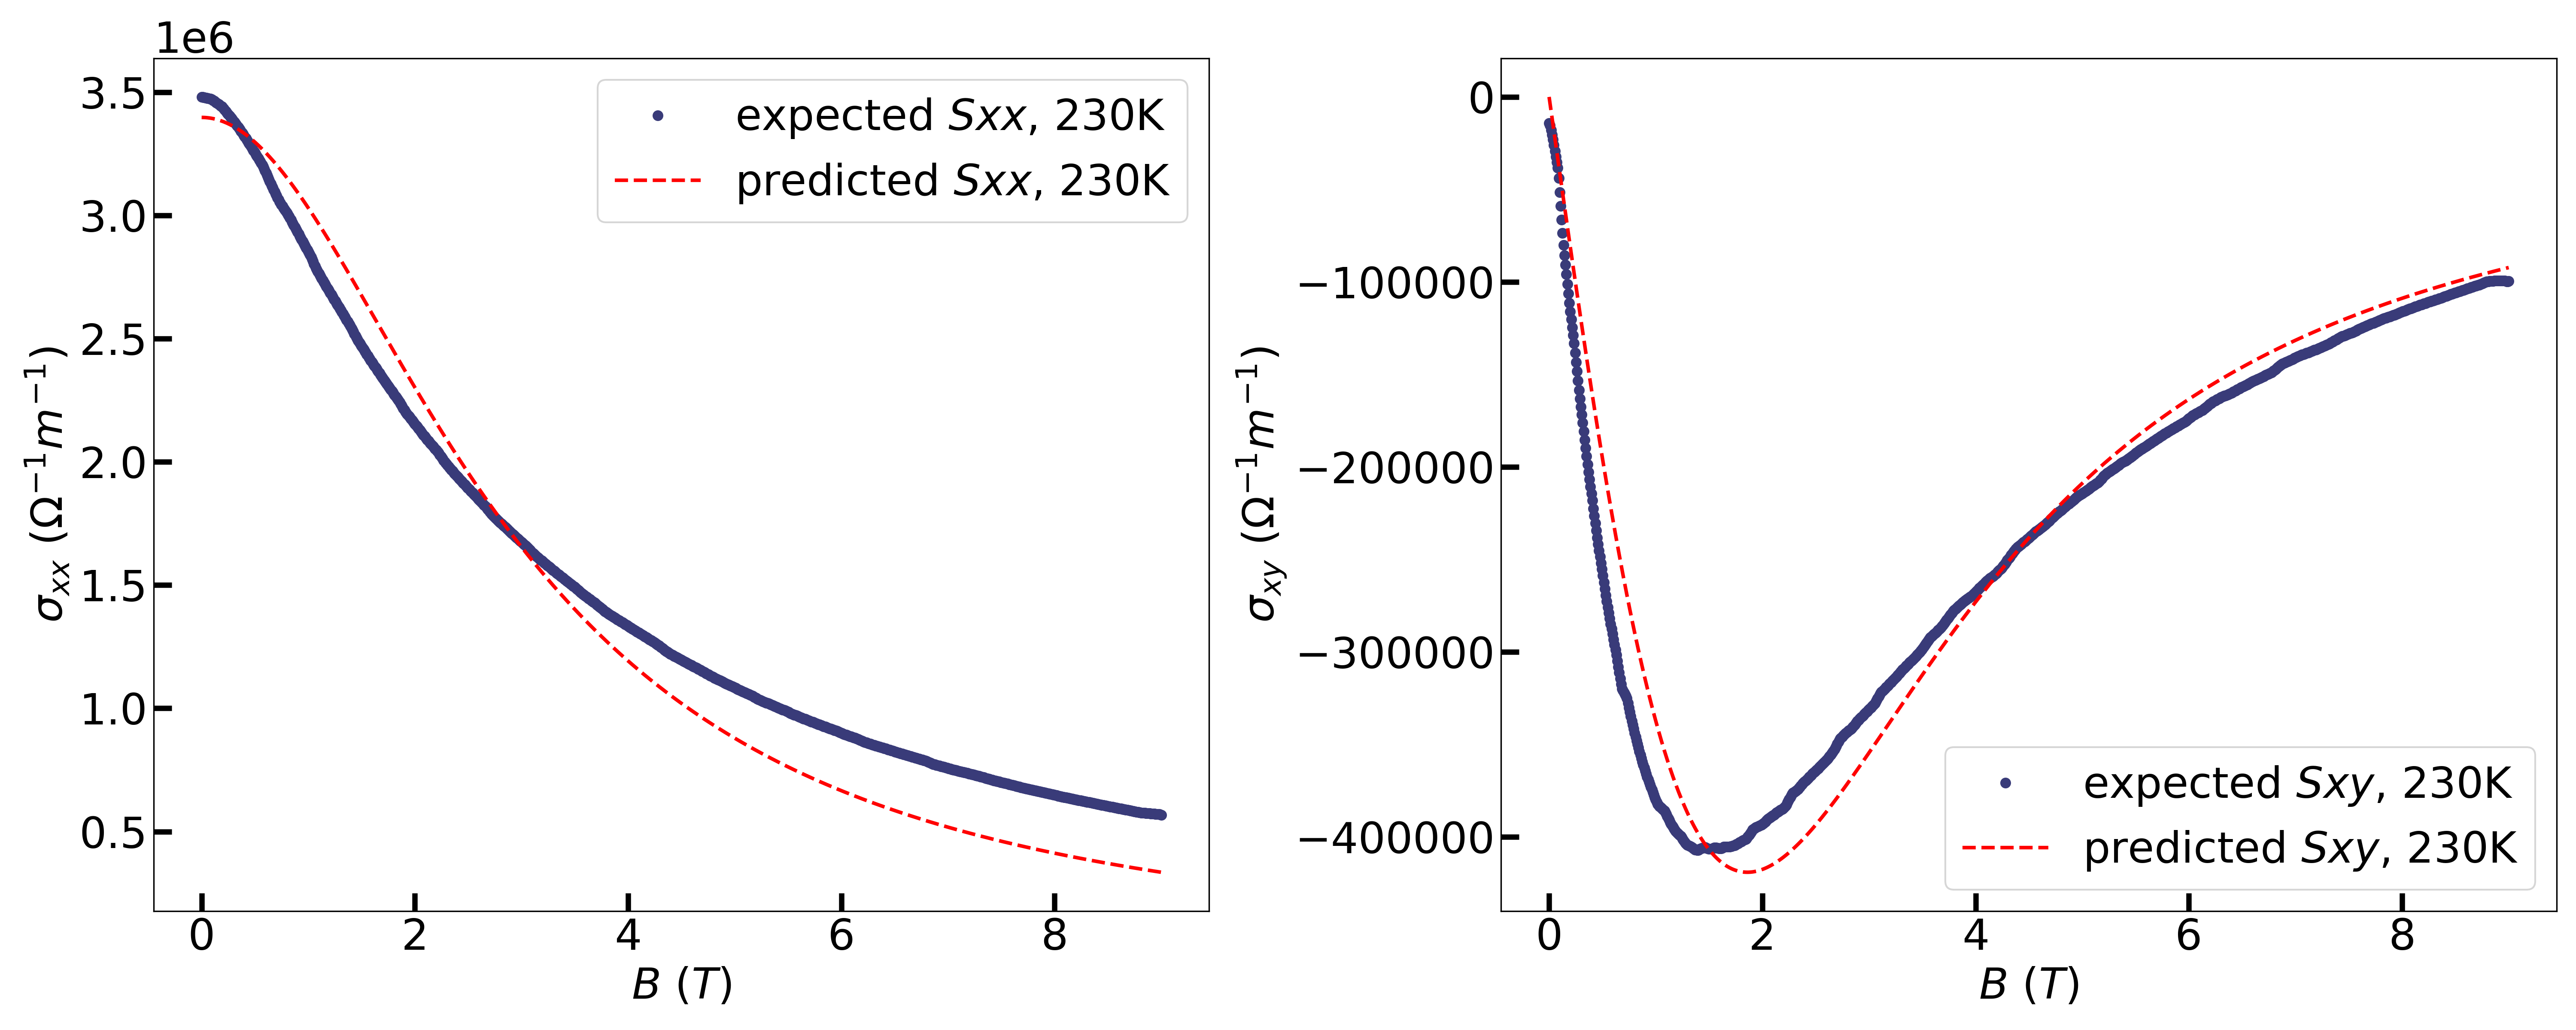 1e6
3.5
3.0
2.5
2.0
1.5
1.0
0.5
σxx (Ω⁻¹m⁻¹)
0 2 4 6 8
B (T)
expected Sxx, 230K
predicted Sxx, 230K
0
−100000
−200000
−300000
−400000
σxy (Ω⁻¹m⁻¹)
0 2 4 6 8
B (T)
expected Sxy, 230K
predicted Sxy, 230K